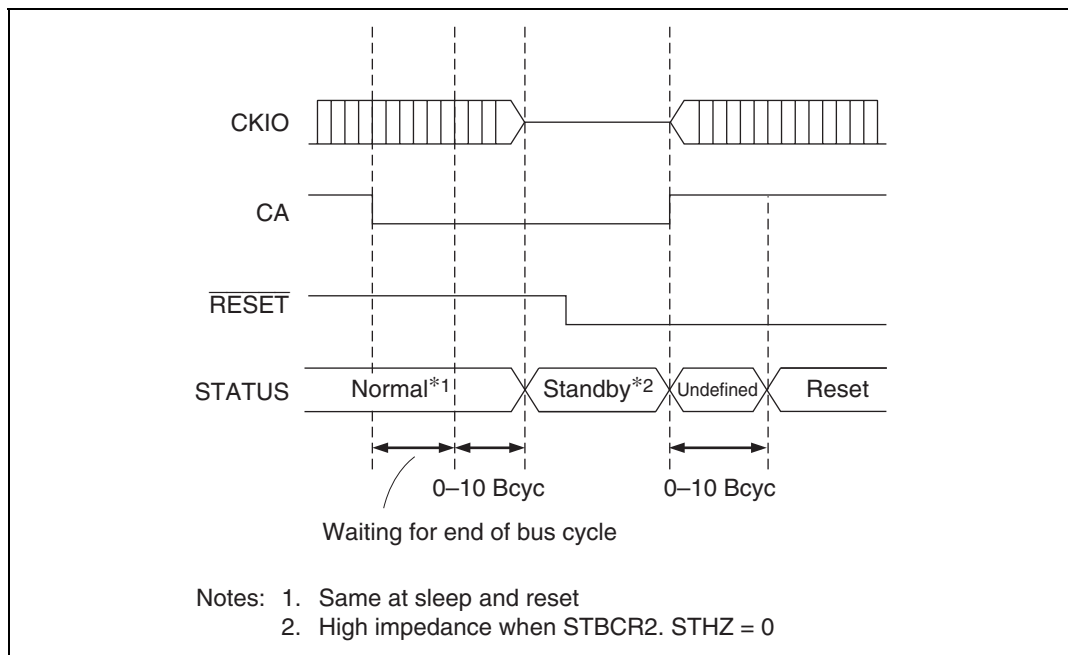 CKIO
CA
RESET
STATUS
Normal*1
Standby*2
Undefined
Reset
0–10 Bcyc
0–10 Bcyc
Waiting for end of bus cycle
Notes: 1. Same at sleep and reset
2. High impedance when STBCR2. STHZ = 0